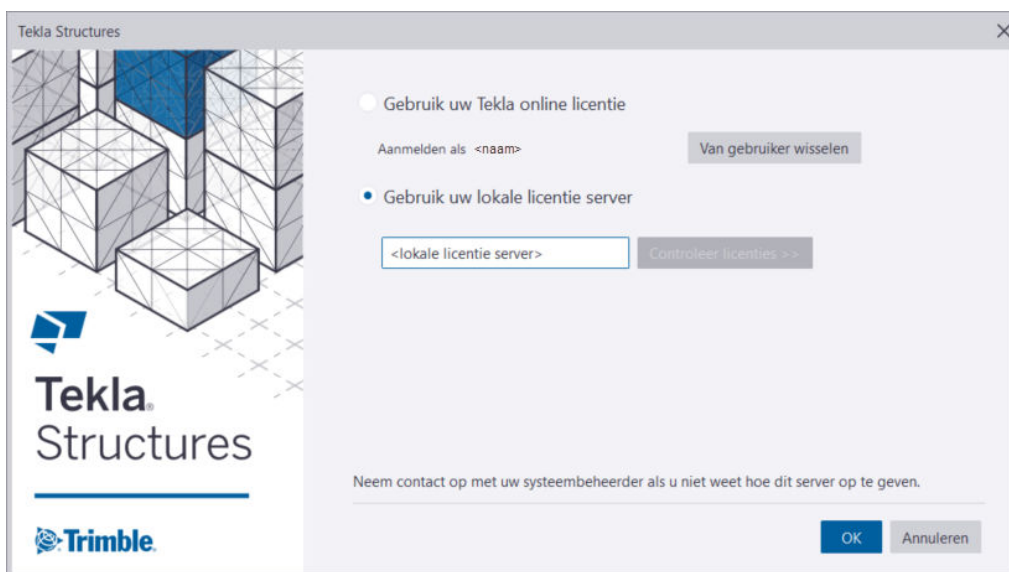 Tekla Structures
Gebruik uw Tekla online licentie
Aanmelden als <naam>
Van gebruiker wisselen
Gebruik uw lokale licentie server
<lokale licentie server>
Controleer licenties >>
Tekla®
Structures
Trimble.
Neem contact op met uw systeembeheerder als u niet weet hoe dit server op te geven.
OK
Annuleren